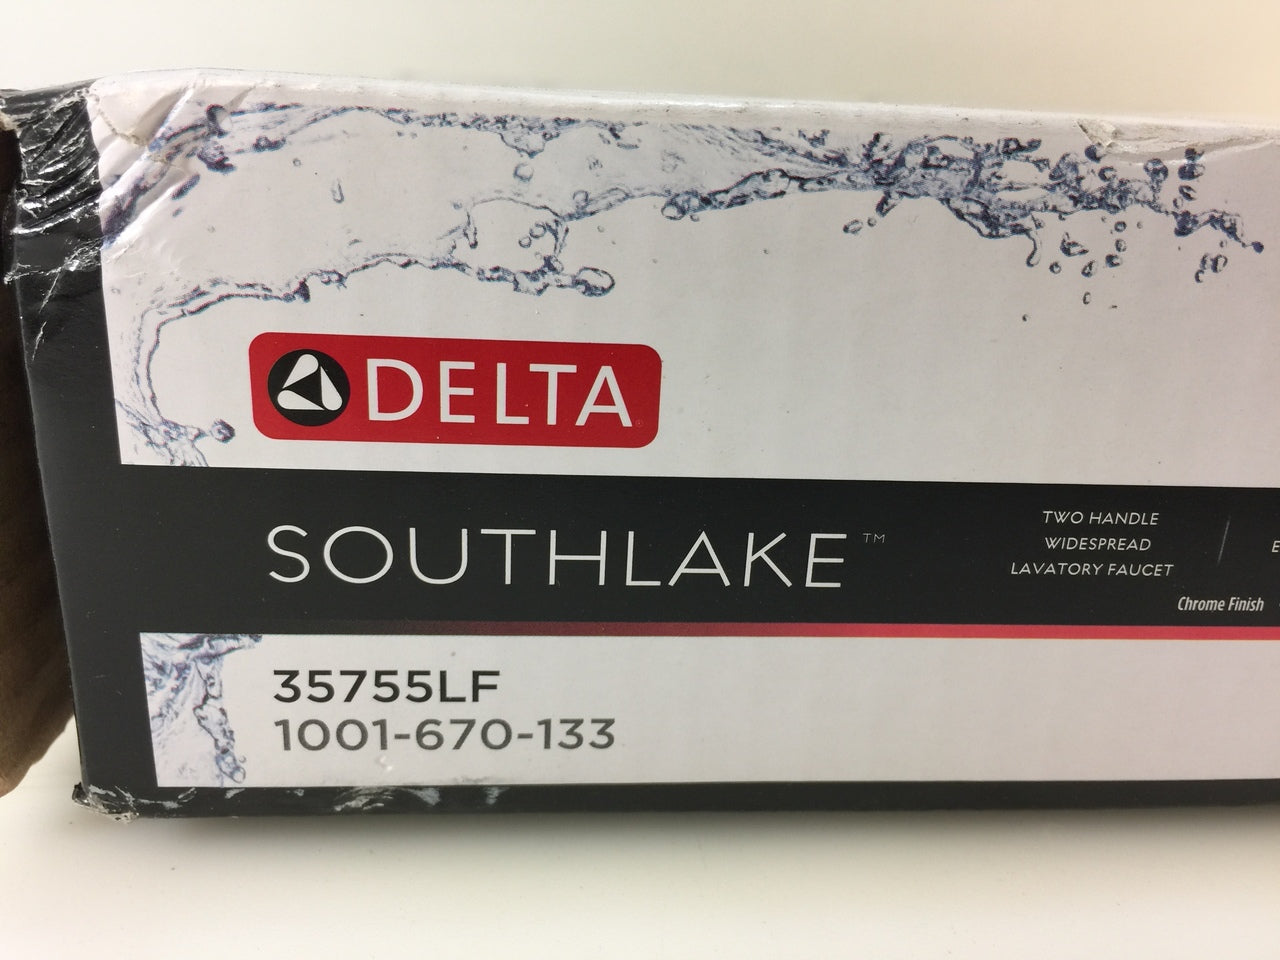 DELTA
SOUTHLAKE™
TWO HANDLE
WIDESPREAD
LAVATORY FAUCET
E
Chrome Finish
35755LF
1001-670-133